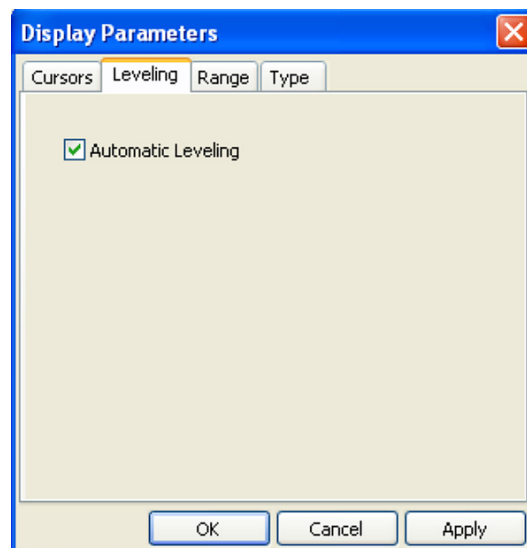 Display Parameters
Cursors Leveling Range Type
Automatic Leveling
OK Cancel Apply